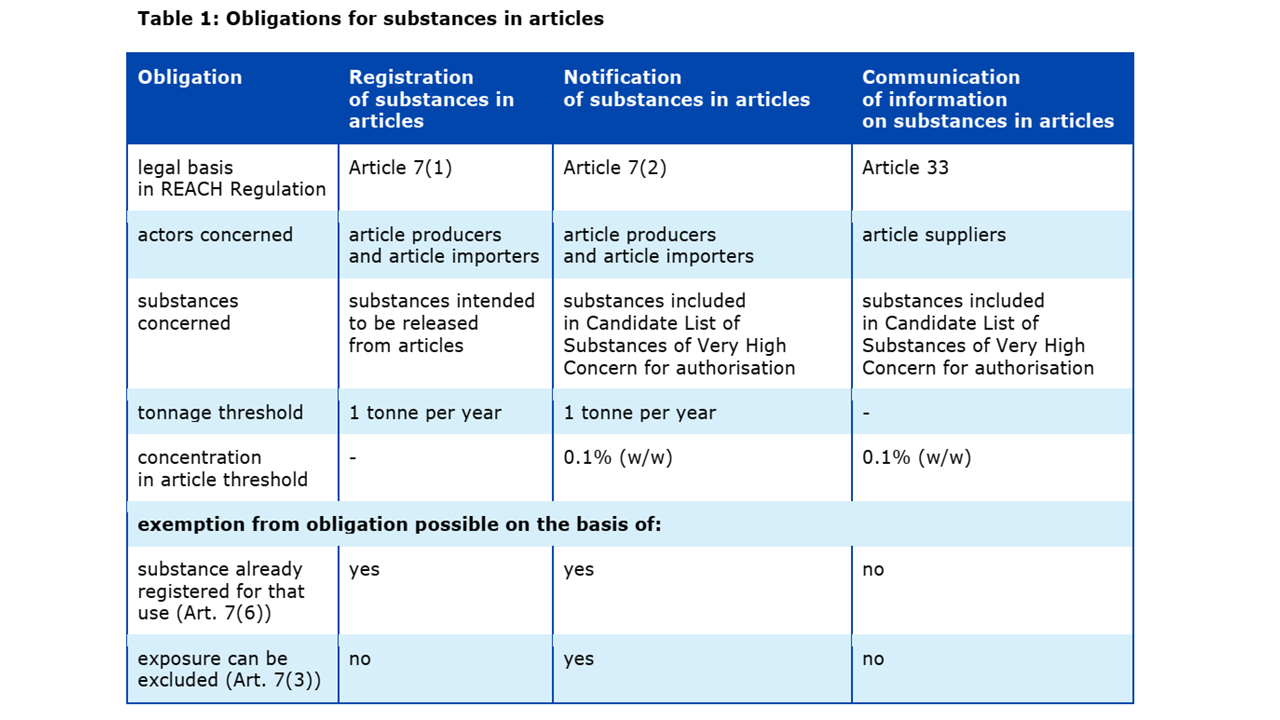 Table 1: Obligations for substances in articles
Obligation
Registration
of substances in
articles
Notification
of substances in articles
Communication
of information
on substances in articles
legal basis
in REACH Regulation
Article 7(1)
Article 7(2)
Article 33
actors concerned
article producers
and article importers
article producers
and article importers
article suppliers
substances
concerned
substances intended
to be released
from articles
substances included
in Candidate List of
Substances of Very High
Concern for authorisation
substances included
in Candidate List of
Substances of Very High
Concern for authorisation
tonnage threshold
1 tonne per year
1 tonne per year
-
concentration
in article threshold
-
0.1% (w/w)
0.1% (w/w)
exemption from obligation possible on the basis of:
substance already
registered for that
use (Art. 7(6))
yes
yes
no
exposure can be
excluded (Art. 7(3))
no
yes
no